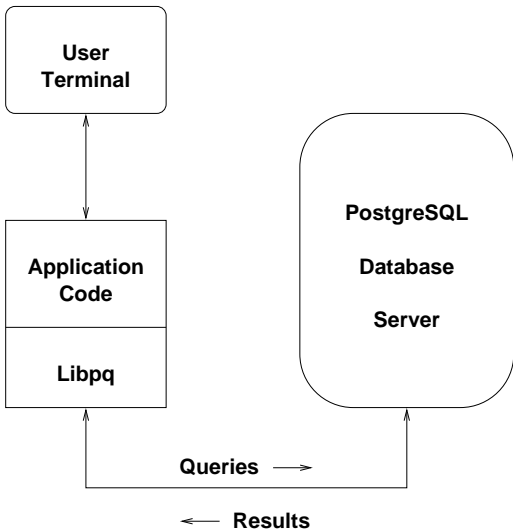 User
Terminal
Application
Code
Libpq
PostgreSQL
Database
Server
Queries
Results